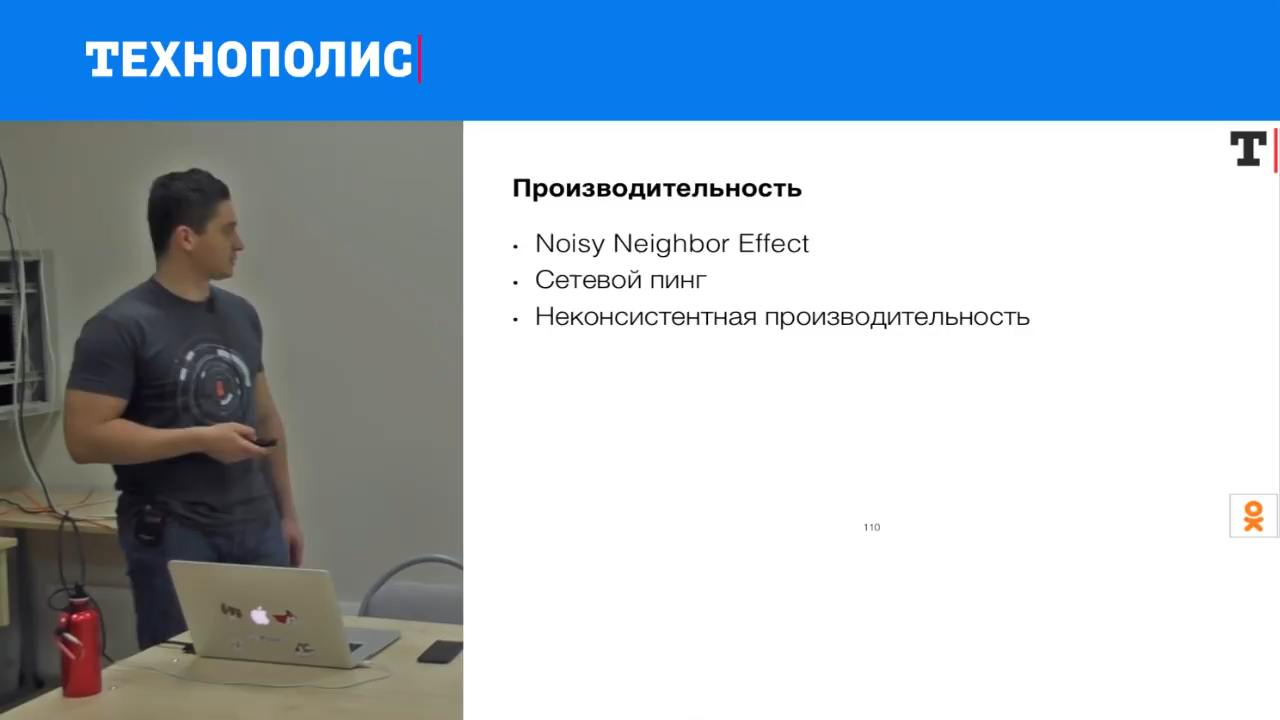 ТЕХНОПОЛИС
Т
Производительность
• Noisy Neighbor Effect
• Сетевой пинг
• Неконсистентная производительность
110